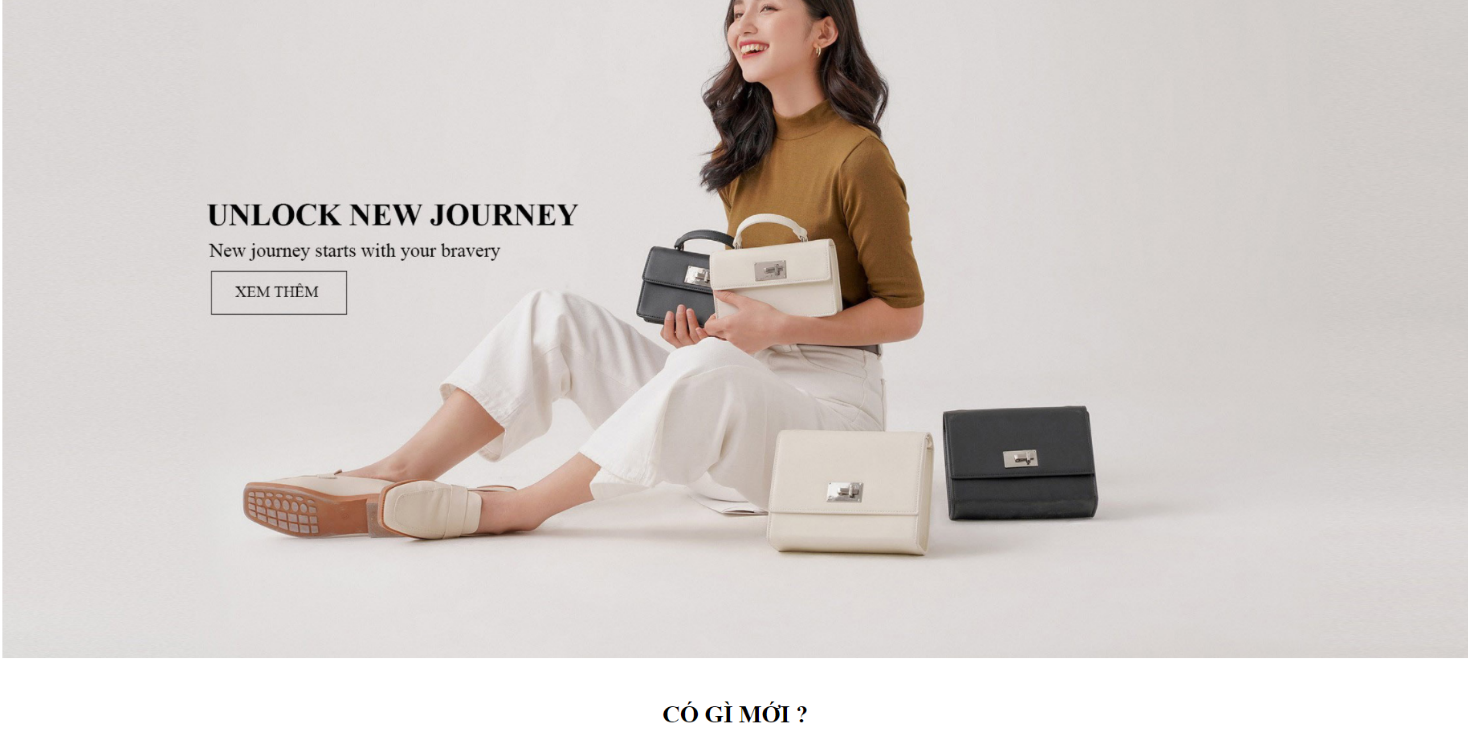 UNLOCK NEW JOURNEY
New journey starts with your bravery
XEM THÊM
CÓ GÌ MỚI ?